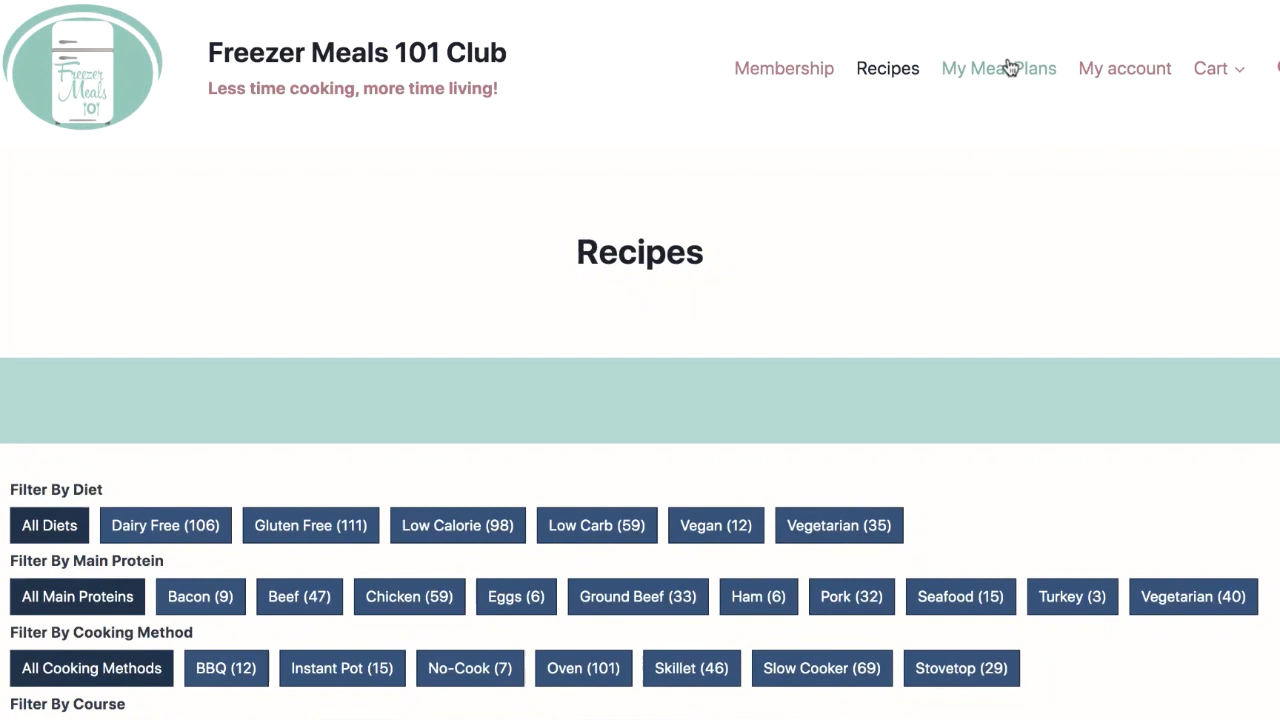 Freezer
Meals
101
Freezer Meals 101 Club
Less time cooking, more time living!
Membership Recipes My Meal Plans My account Cart
Recipes
Filter By Diet
All Diets Dairy Free (106) Gluten Free (111) Low Calorie (98) Low Carb (59) Vegan (12) Vegetarian (35)
Filter By Main Protein
All Main Proteins Bacon (9) Beef (47) Chicken (59) Eggs (6) Ground Beef (33) Ham (6) Pork (32) Seafood (15) Turkey (3) Vegetarian (40)
Filter By Cooking Method
All Cooking Methods BBQ (12) Instant Pot (15) No-Cook (7) Oven (101) Skillet (46) Slow Cooker (69) Stovetop (29)
Filter By Course